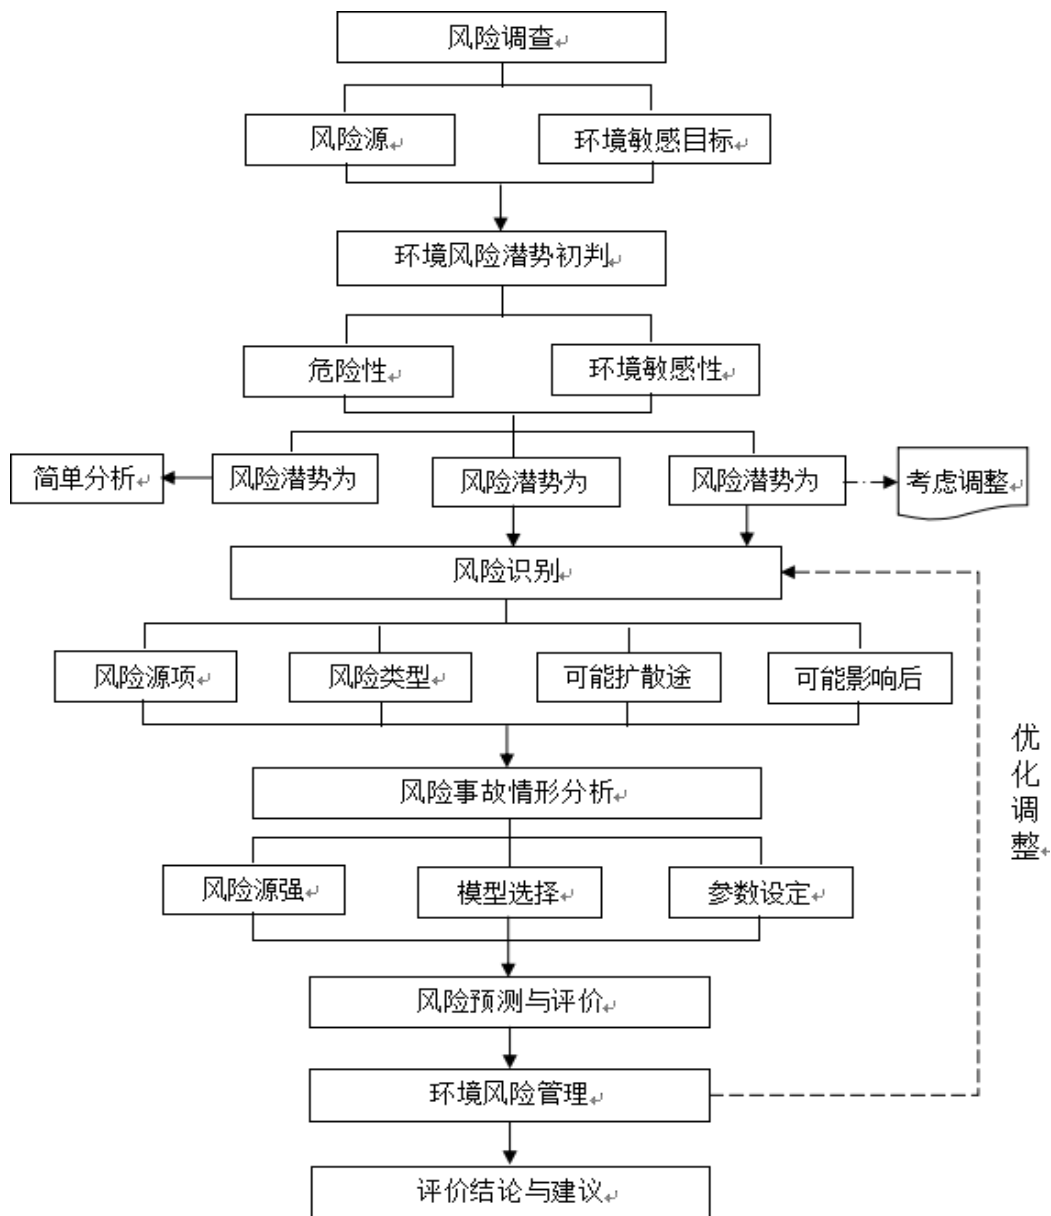 风险调查
风险源
环境敏感目标
环境风险潜势初判
危险性
环境敏感性
简单分析
风险潜势为
风险潜势为
风险潜势为
考虑调整
风险识别
风险源项
风险类型
可能扩散途
可能影响后
风险事故情形分析
风险源强
模型选择
参数设定
风险预测与评价
环境风险管理
评价结论与建议
优
化
调
整